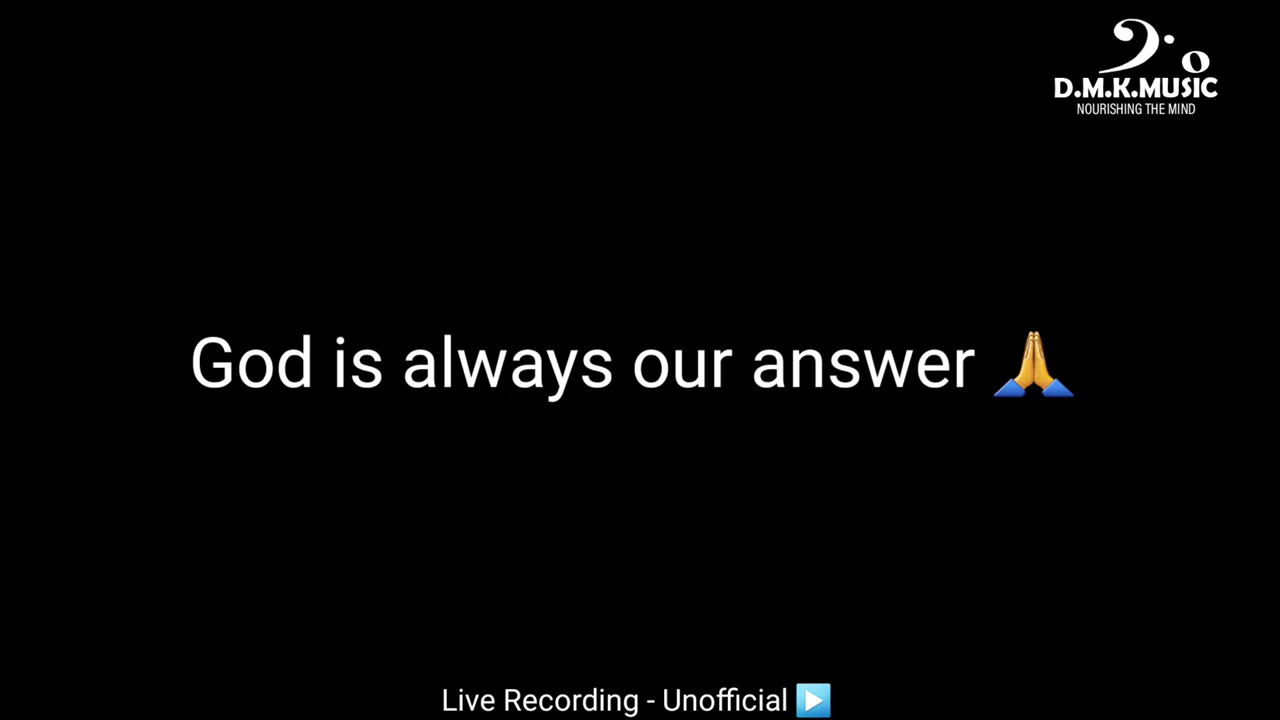 D.M.K.MUSIC
NOURISHING THE MIND
God is always our answer 🙏
Live Recording - Unofficial ▶️